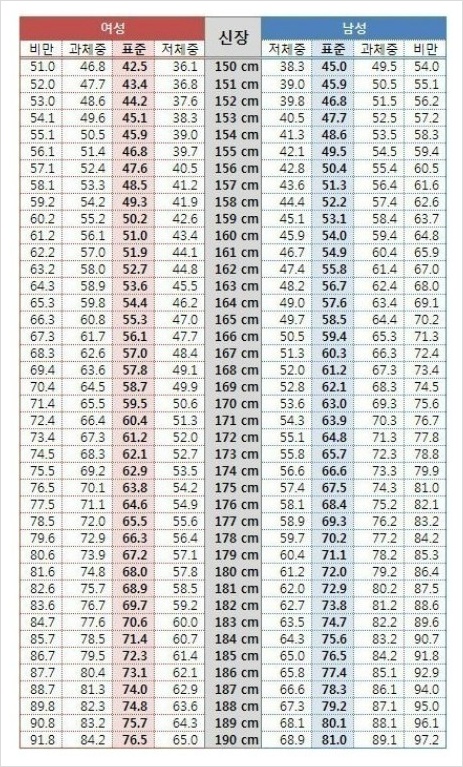 여성 신장 남성
비만 과체중 표준 저체중 저체중 표준 과체중 비만
51.0 46.8 42.5 36.1 150 cm 38.3 45.0 49.5 54.0
52.0 47.7 43.4 36.8 151 cm 39.0 45.9 50.5 55.1
53.0 48.6 44.2 37.6 152 cm 39.8 46.8 51.5 56.2
54.1 49.6 45.1 38.3 153 cm 40.5 47.7 52.5 57.2
55.1 50.5 45.9 39.0 154 cm 41.3 48.6 53.5 58.3
56.1 51.4 46.8 39.7 155 cm 42.1 49.5 54.5 59.4
57.1 52.4 47.6 40.5 156 cm 42.8 50.4 55.4 60.5
58.1 53.3 48.5 41.2 157 cm 43.6 51.3 56.4 61.6
59.2 54.2 49.3 41.9 158 cm 44.4 52.2 57.4 62.6
60.2 55.2 50.2 42.6 159 cm 45.1 53.1 58.4 63.7
61.2 56.1 51.0 43.4 160 cm 45.9 54.0 59.4 64.8
62.2 57.0 51.9 44.1 161 cm 46.7 54.9 60.4 65.9
63.2 58.0 52.7 44.8 162 cm 47.4 55.8 61.4 67.0
64.3 58.9 53.6 45.5 163 cm 48.2 56.7 62.4 68.0
65.3 59.8 54.4 46.2 164 cm 49.0 57.6 63.4 69.1
66.3 60.8 55.3 47.0 165 cm 49.7 58.5 64.4 70.2
67.3 61.7 56.1 47.7 166 cm 50.5 59.4 65.3 71.3
68.3 62.6 57.0 48.4 167 cm 51.3 60.3 66.3 72.4
69.4 63.6 57.8 49.1 168 cm 52.0 61.2 67.3 73.4
70.4 64.5 58.7 49.9 169 cm 52.8 62.1 68.3 74.5
71.4 65.5 59.5 50.6 170 cm 53.6 63.0 69.3 75.6
72.4 66.4 60.4 51.3 171 cm 54.3 63.9 70.3 76.7
73.4 67.3 61.2 52.0 172 cm 55.1 64.8 71.3 77.8
74.5 68.3 62.1 52.7 173 cm 55.8 65.7 72.3 78.8
75.5 69.2 62.9 53.5 174 cm 56.6 66.6 73.3 79.9
76.5 70.1 63.8 54.2 175 cm 57.4 67.5 74.3 81.0
77.5 71.1 64.6 54.9 176 cm 58.1 68.4 75.2 82.1
78.5 72.0 65.5 55.6 177 cm 58.9 69.3 76.2 83.2
79.6 72.9 66.3 56.4 178 cm 59.7 70.2 77.2 84.2
80.6 73.9 67.2 57.1 179 cm 60.4 71.1 78.2 85.3
81.6 74.8 68.0 57.8 180 cm 61.2 72.0 79.2 86.4
82.6 75.7 68.9 58.5 181 cm 62.0 72.9 80.2 87.5
83.6 76.7 69.7 59.2 182 cm 62.7 73.8 81.2 88.6
84.7 77.6 70.6 60.0 183 cm 63.5 74.7 82.2 89.6
85.7 78.5 71.4 60.7 184 cm 64.3 75.6 83.2 90.7
86.7 79.5 72.3 61.4 185 cm 65.0 76.5 84.2 91.8
87.7 80.4 73.1 62.1 186 cm 65.8 77.4 85.1 92.9
88.7 81.3 74.0 62.9 187 cm 66.6 78.3 86.1 94.0
89.8 82.3 74.8 63.6 188 cm 67.3 79.2 87.1 95.0
90.8 83.2 75.7 64.3 189 cm 68.1 80.1 88.1 96.1
91.8 84.2 76.5 65.0 190 cm 68.9 81.0 89.1 97.2